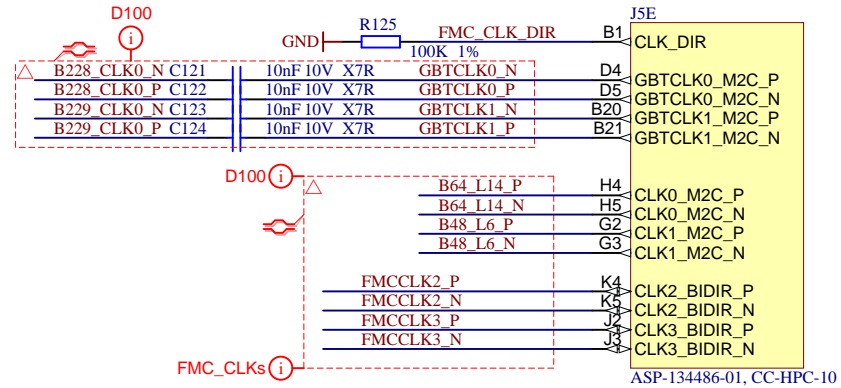 D100
J5E
R125
GND
FMC_CLK_DIR
B1
CLK_DIR
100K 1%
B228_CLK0_N C121 10nF 10V X7R GBTCLK0_N D4 GBTCLK0_M2C_P
B228_CLK0_P C122 10nF 10V X7R GBTCLK0_P D5 GBTCLK0_M2C_N
B229_CLK0_N C123 10nF 10V X7R GBTCLK1_N B20 GBTCLK1_M2C_P
B229_CLK0_P C124 10nF 10V X7R GBTCLK1_P B21 GBTCLK1_M2C_N
D100
B64_L14_P H4 CLK0_M2C_P
B64_L14_N H5 CLK0_M2C_N
B48_L6_P G2 CLK1_M2C_P
B48_L6_N G3 CLK1_M2C_N
FMCCLK2_P K4 CLK2_BIDIR_P
FMCCLK2_N K5 CLK2_BIDIR_N
FMCCLK3_P J2 CLK3_BIDIR_P
FMCCLK3_N J3 CLK3_BIDIR_N
FMC_CLKs
ASP-134486-01, CC-HPC-10